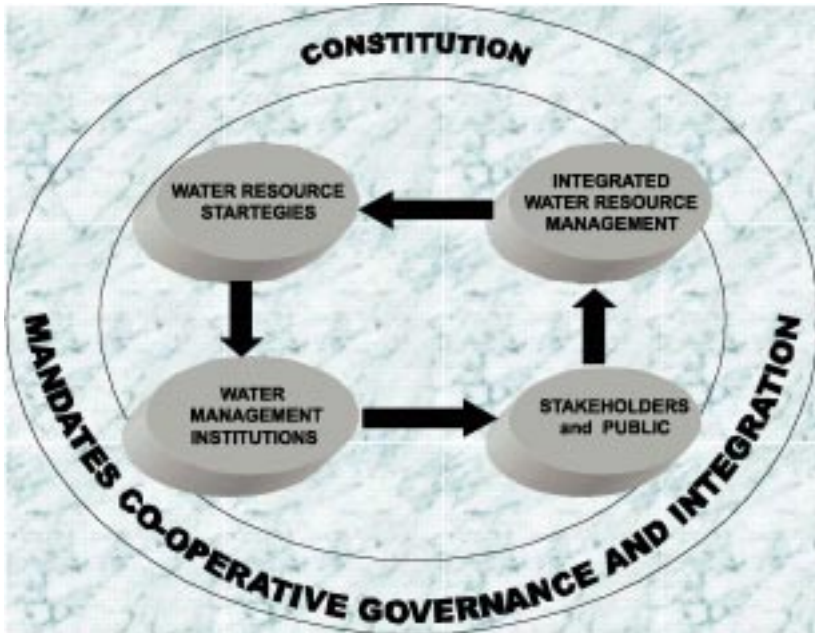 CONSTITUTION
WATER RESOURCE
STARTEGIES
INTEGRATED
WATER RESOURCE
MANAGEMENT
WATER
MANAGEMENT
INSTITUTIONS
STAKEHOLDERS
and PUBLIC
MANDATES CO-OPERATIVE GOVERNANCE AND INTEGRATION